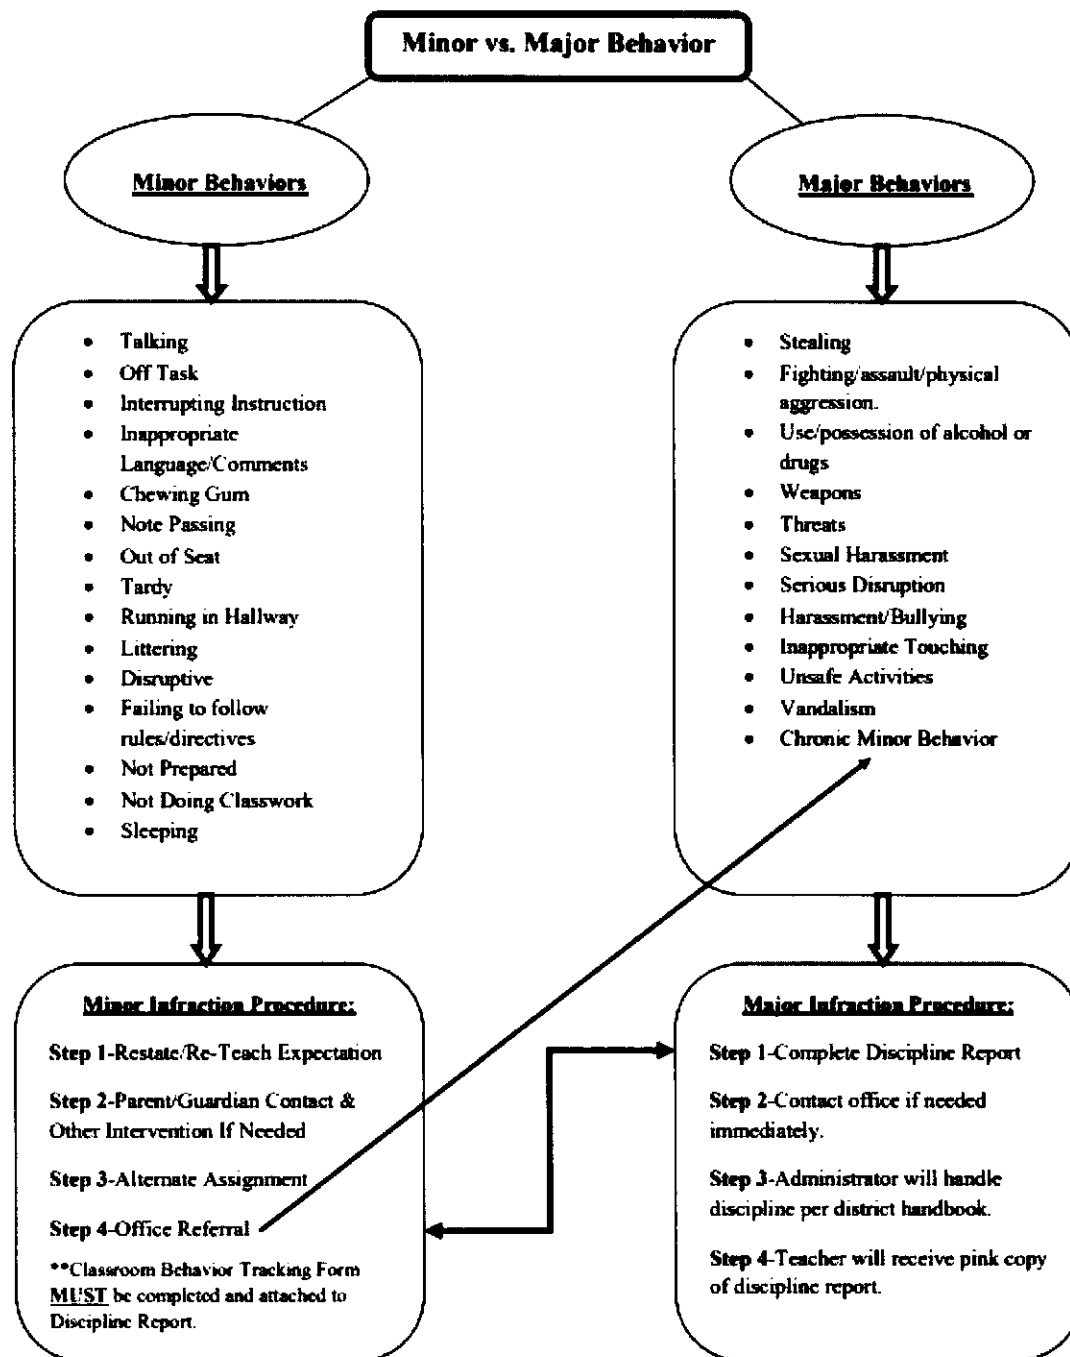 Minor vs. Major Behavior
Minor Behaviors
Talking
Off Task
Interrupting Instruction
Inappropriate
Language/Comments
Chewing Gum
Note Passing
Out of Seat
Tardy
Running in Hallway
Littering
Disruptive
Failing to follow
rules/directives
Not Prepared
Not Doing Classwork
Sleeping
Minor Infraction Procedure:
Step 1-Restate/Re-Teach Expectation
Step 2-Parent/Guardian Contact &
Other Intervention If Needed
Step 3-Alternate Assignment
Step 4-Office Referral
**Classroom Behavior Tracking Form
MUST be completed and attached to
Discipline Report.
Major Behaviors
Stealing
Fighting/assault/physical
aggression.
Use/possession of alcohol or
drugs
Weapons
Threats
Sexual Harassment
Serious Disruption
Harassment/Bullying
Inappropriate Touching
Unsafe Activities
Vandalism
Chronic Minor Behavior
Major Infraction Procedure:
Step 1-Complete Discipline Report
Step 2-Contact office if needed
immediately.
Step 3-Administrator will handle
discipline per district handbook.
Step 4-Teacher will receive pink copy
of discipline report.